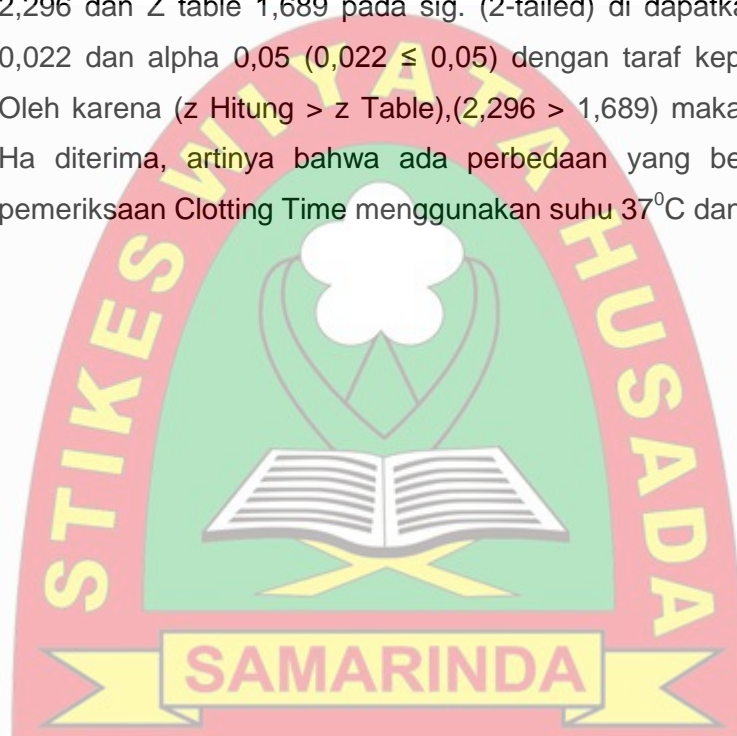 2,296 dan Z table 1,689 pada sig. (2-tailed) di dapatka
0,022 dan alpha 0,05 (0,022 ≤ 0,05) dengan taraf kep
Oleh karena (z Hitung > z Table),(2,296 > 1,689) maka
Ha diterima, artinya bahwa ada perbedaan yang be
pemeriksaan Clotting Time menggunakan suhu 37⁰C dan
STIKES WIYATA HUSADA
SAMARINDA